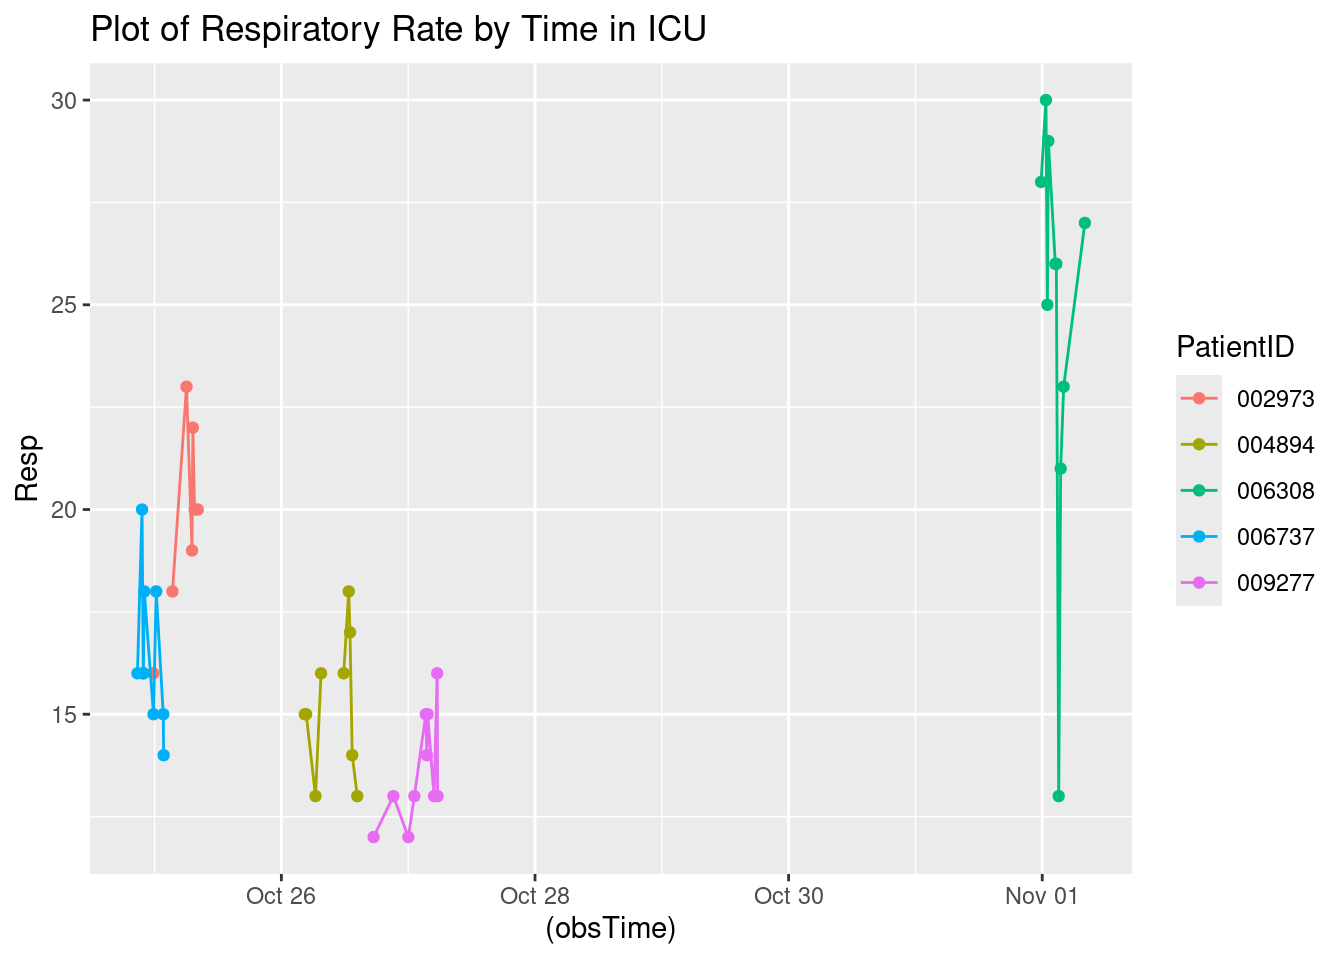 Plot of Respiratory Rate by Time in ICU
30
25
20
15
Resp
Oct 26
Oct 28
Oct 30
Nov 01
(obsTime)
PatientID
002973
004894
006308
006737
009277